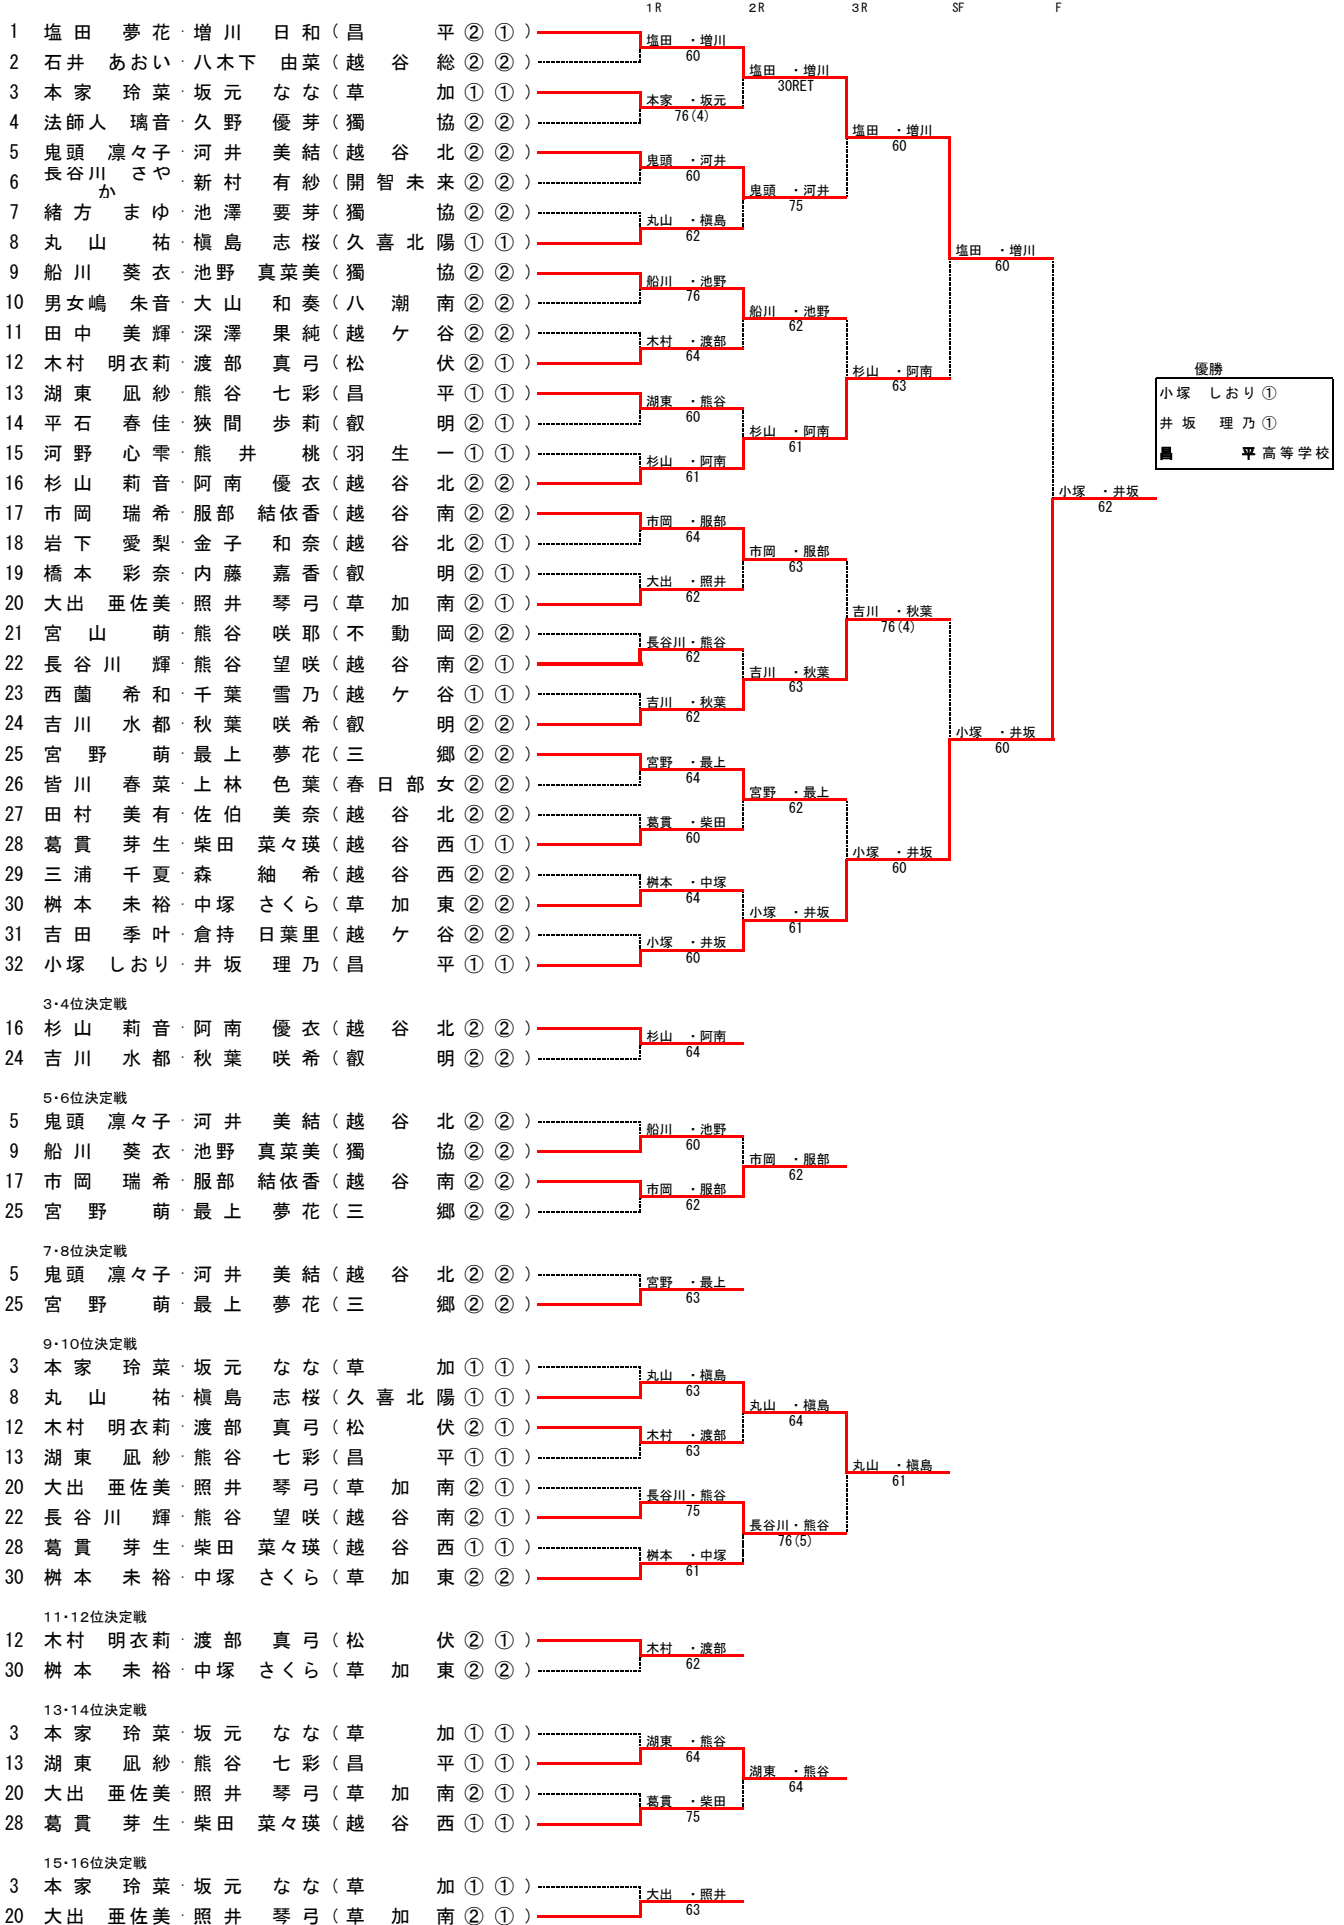 1R 2R 3R SF F
1 塩田 夢花・増川 日和(昌平②①)
塩田・増川
60
2 石井 あおい・八木下 由菜(越谷総②②)
塩田・増川
30RET
3 本家 玲菜・坂元 なな(草加①①)
本家・坂元
76(4)
4 法師人 璃音・久野 優芽(獨協②②)
塩田・増川
60
5 鬼頭 凛々子・河井 美結(越谷北②②)
鬼頭・河井
60
6 長谷川 さやか・新村 有紗(開智未来②②)
鬼頭・河井
75
7 緒方 まゆ・池澤 要芽(獨協②②)
丸山・槇島
62
8 丸山 祐・槇島 志桜(久喜北陽①①)
塩田・増川
60
9 船川 葵衣・池野 真菜美(獨協②②)
船川・池野
76
10 男女嶋 朱音・大山 和奏(八潮南②②)
船川・池野
62
11 田中 美輝・深澤 果純(越ケ谷②②)
木村・渡部
64
12 木村 明衣莉・渡部 真弓(松伏②①)
杉山・阿南
63
13 湖東 凪紗・熊谷 七彩(昌平①①)
湖東・熊谷
60
14 平石 春佳・狹間 歩莉(叡明②①)
杉山・阿南
61
15 河野 心雫・熊井 桃(羽生一①①)
杉山・阿南
61
16 杉山 莉音・阿南 優衣(越谷北②②)
優勝
小塚 しおり①
井坂 理乃①
昌平高等学校
小塚・井坂
62
17 市岡 瑞希・服部 結依香(越谷南②②)
市岡・服部
64
18 岩下 愛梨・金子 和奈(越谷北②①)
市岡・服部
63
19 橋本 彩奈・内藤 嘉香(叡明②①)
大出・照井
62
20 大出 亜佐美・照井 琴弓(草加南②①)
吉川・秋葉
76(4)
21 宮山 萌・熊谷 咲耶(不動岡②②)
長谷川・熊谷
62
22 長谷川 輝・熊谷 望咲(越谷南②①)
吉川・秋葉
63
23 西薗 希和・千葉 雪乃(越ケ谷①①)
吉川・秋葉
62
24 吉川 水都・秋葉 咲希(叡明②②)
小塚・井坂
60
25 宮野 萌・最上 夢花(三郷②②)
宮野・最上
64
26 皆川 春菜・上林 色葉(春日部女②②)
宮野・最上
62
27 田村 美有・佐伯 美奈(越谷北②②)
葛貫・柴田
60
28 葛貫 芽生・柴田 菜々瑛(越谷西①①)
小塚・井坂
60
29 三浦 千夏・森 紬希(越谷西②②)
桝本・中塚
64
30 桝本 未裕・中塚 さくら(草加東②②)
小塚・井坂
61
31 吉田 季叶・倉持 日葉里(越ケ谷②②)
小塚・井坂
60
32 小塚 しおり・井坂 理乃(昌平①①)
3・4位決定戦
16 杉山 莉音・阿南 優衣(越谷北②②)
杉山・阿南
64
24 吉川 水都・秋葉 咲希(叡明②②)
5・6位決定戦
5 鬼頭 凛々子・河井 美結(越谷北②②)
船川・池野
60
9 船川 葵衣・池野 真菜美(獨協②②)
市岡・服部
62
17 市岡 瑞希・服部 結依香(越谷南②②)
市岡・服部
62
25 宮野 萌・最上 夢花(三郷②②)
7・8位決定戦
5 鬼頭 凛々子・河井 美結(越谷北②②)
宮野・最上
63
25 宮野 萌・最上 夢花(三郷②②)
9・10位決定戦
3 本家 玲菜・坂元 なな(草加①①)
丸山・槇島
63
8 丸山 祐・槇島 志桜(久喜北陽①①)
丸山・槇島
64
12 木村 明衣莉・渡部 真弓(松伏②①)
木村・渡部
63
13 湖東 凪紗・熊谷 七彩(昌平①①)
丸山・槇島
61
20 大出 亜佐美・照井 琴弓(草加南②①)
長谷川・熊谷
75
22 長谷川 輝・熊谷 望咲(越谷南②①)
長谷川・熊谷
76(5)
28 葛貫 芽生・柴田 菜々瑛(越谷西①①)
桝本・中塚
61
30 桝本 未裕・中塚 さくら(草加東②②)
11・12位決定戦
12 木村 明衣莉・渡部 真弓(松伏②①)
木村・渡部
62
30 桝本 未裕・中塚 さくら(草加東②②)
13・14位決定戦
3 本家 玲菜・坂元 なな(草加①①)
湖東・熊谷
64
13 湖東 凪紗・熊谷 七彩(昌平①①)
湖東・熊谷
64
20 大出 亜佐美・照井 琴弓(草加南②①)
葛貫・柴田
75
28 葛貫 芽生・柴田 菜々瑛(越谷西①①)
15・16位決定戦
3 本家 玲菜・坂元 なな(草加①①)
大出・照井
63
20 大出 亜佐美・照井 琴弓(草加南②①)